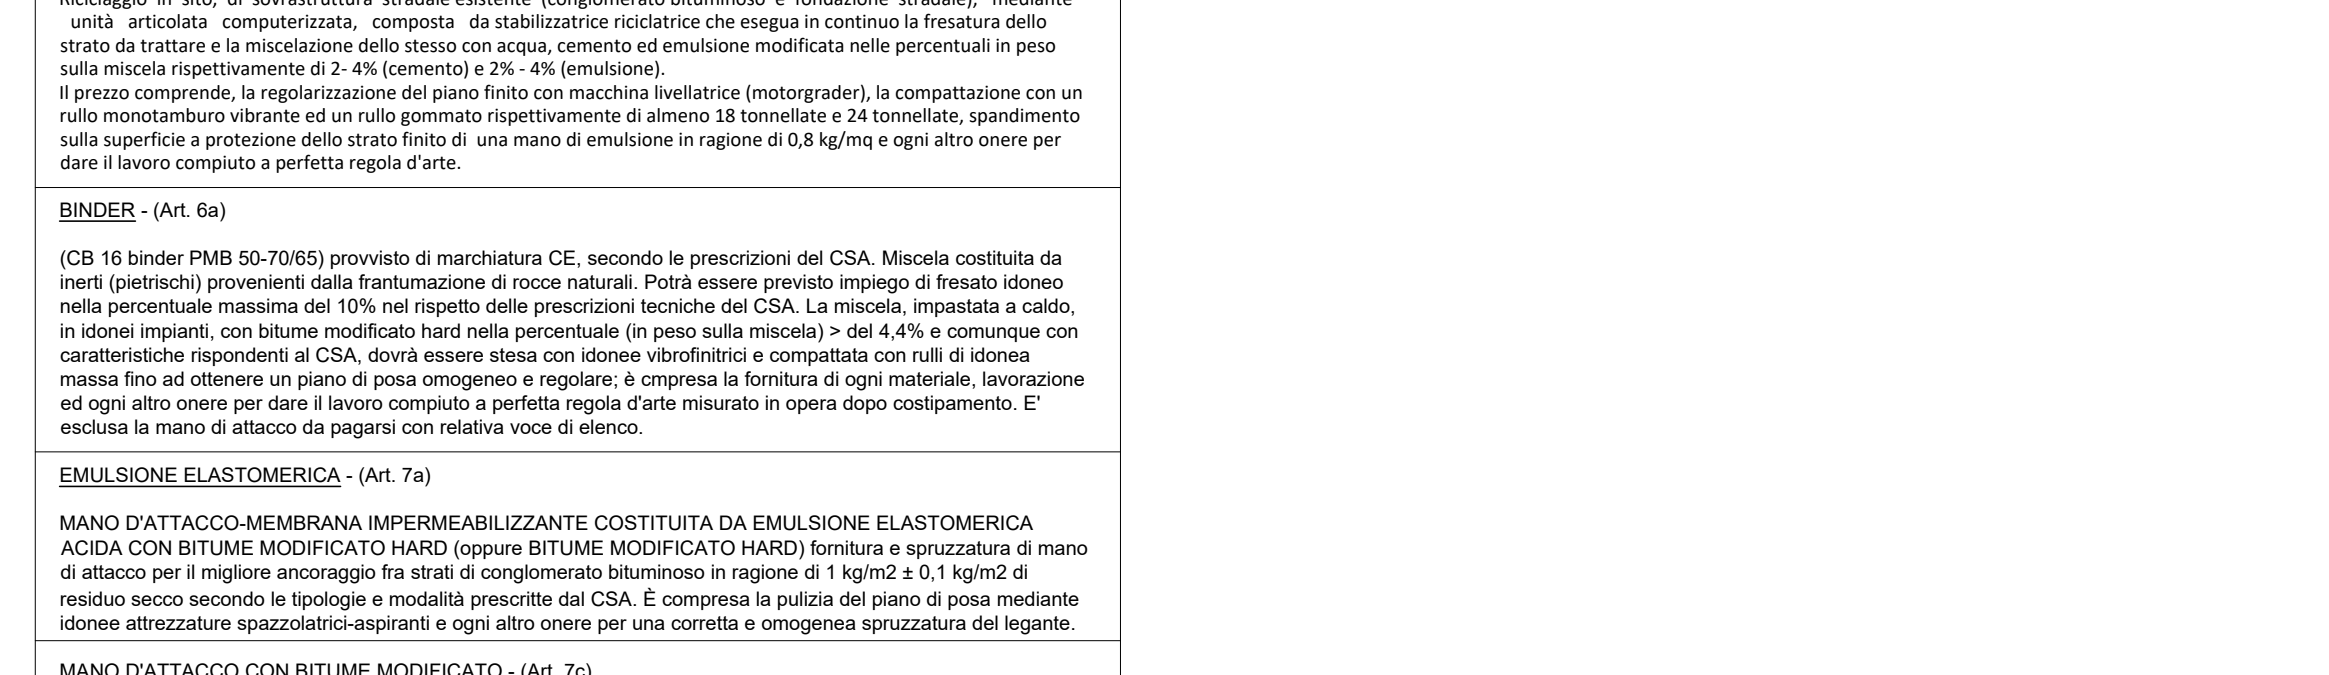 Riciclaggio in sito, di sovrastruttura stradale esistente (conglomerato bituminoso e fondazione stradale), mediante
unità articolata computerizzata, composta da stabilizzatrice riciclatrice che esegua in continuo la fresatura dello
strato da trattare e la miscelazione dello stesso con acqua, cemento ed emulsione modificata nelle percentuali in peso
sulla miscela rispettivamente di 2- 4% (cemento) e 2% - 4% (emulsione).
Il prezzo comprende, la regolarizzazione del piano finito con macchina livellatrice (motorgrader), la compattazione con un
rullo monotamburo vibrante ed un rullo gommato rispettivamente di almeno 18 tonnellate e 24 tonnellate, spandimento
sulla superficie a protezione dello strato finito di una mano di emulsione in ragione di 0,8 kg/mq e ogni altro onere per
dare il lavoro compiuto a perfetta regola d'arte.
BINDER - (Art. 6a)
(CB 16 binder PMB 50-70/65) provvisto di marchiatura CE, secondo le prescrizioni del CSA. Miscela costituita da
inerti (pietrischi) provenienti dalla frantumazione di rocce naturali. Potrà essere previsto impiego di fresato idoneo
nella percentuale massima del 10% nel rispetto delle prescrizioni tecniche del CSA. La miscela, impastata a caldo,
in idonei impianti, con bitume modificato hard nella percentuale (in peso sulla miscela) > del 4,4% e comunque con
caratteristiche rispondenti al CSA, dovrà essere stesa con idonee vibrofinitrici e compattata con rulli di idonea
massa fino ad ottenere un piano di posa omogeneo e regolare; è cmpresa la fornitura di ogni materiale, lavorazione
ed ogni altro onere per dare il lavoro compiuto a perfetta regola d'arte misurato in opera dopo costipamento. E'
esclusa la mano di attacco da pagarsi con relativa voce di elenco.
EMULSIONE ELASTOMERICA - (Art. 7a)
MANO D'ATTACCO-MEMBRANA IMPERMEABILIZZANTE COSTITUITA DA EMULSIONE ELASTOMERICA
ACIDA CON BITUME MODIFICATO HARD (oppure BITUME MODIFICATO HARD) fornitura e spruzzatura di mano
di attacco per il migliore ancoraggio fra strati di conglomerato bituminoso in ragione di 1 kg/m2 ± 0,1 kg/m2 di
residuo secco secondo le tipologie e modalità prescritte dal CSA. È compresa la pulizia del piano di posa mediante
idonee attrezzature spazzolatrici-aspiranti e ogni altro onere per una corretta e omogenea spruzzatura del legante.
MANO D'ATTACCO CON BITUME MODIFICATO - (Art. 7c)